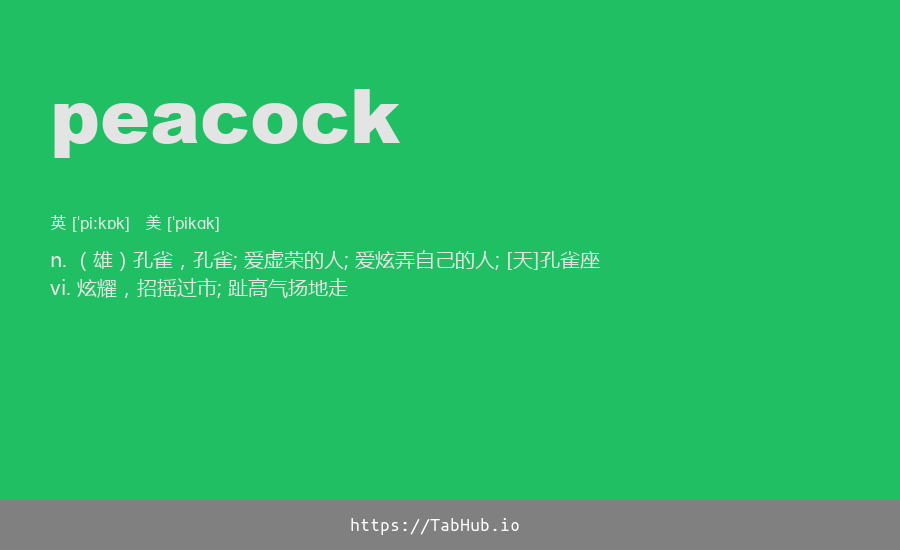 peacock
英 [ˈpiːkɒk] 美 [ˈpikɑk]
n. （雄）孔雀，孔雀; 爱虚荣的人; 爱炫弄自己的人; [天]孔雀座
vi. 炫耀，招摇过市; 趾高气扬地走
https://TabHub.io